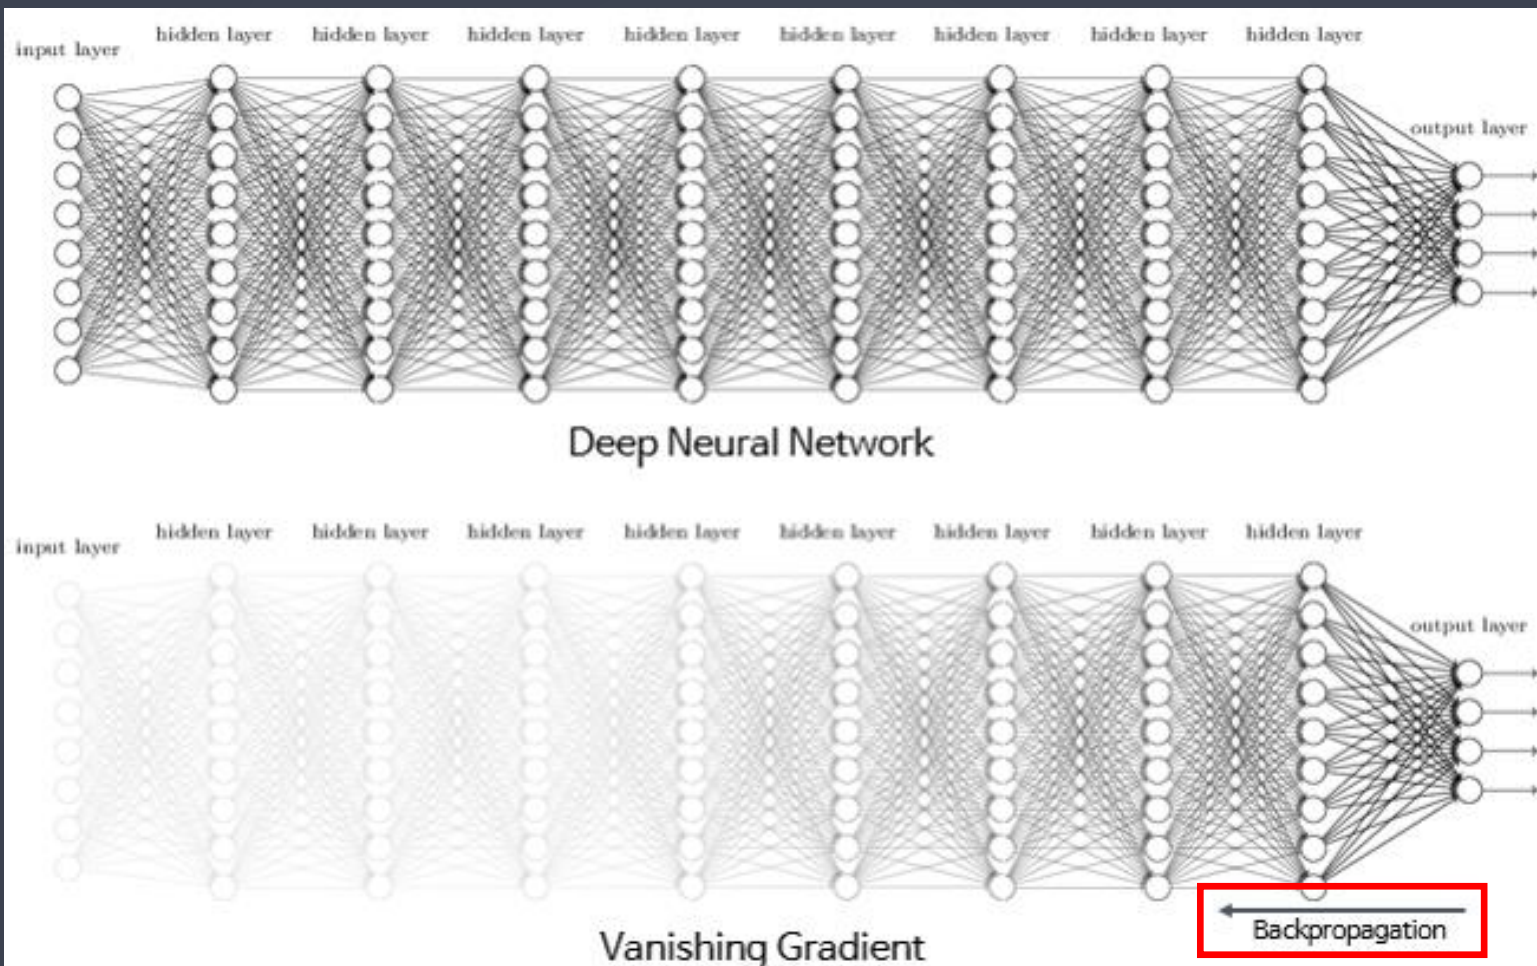 input layer hidden layer hidden layer hidden layer hidden layer hidden layer hidden layer hidden layer hidden layer
output layer
Deep Neural Network
input layer hidden layer hidden layer hidden layer hidden layer hidden layer hidden layer hidden layer hidden layer
output layer
Backpropagation
Vanishing Gradient